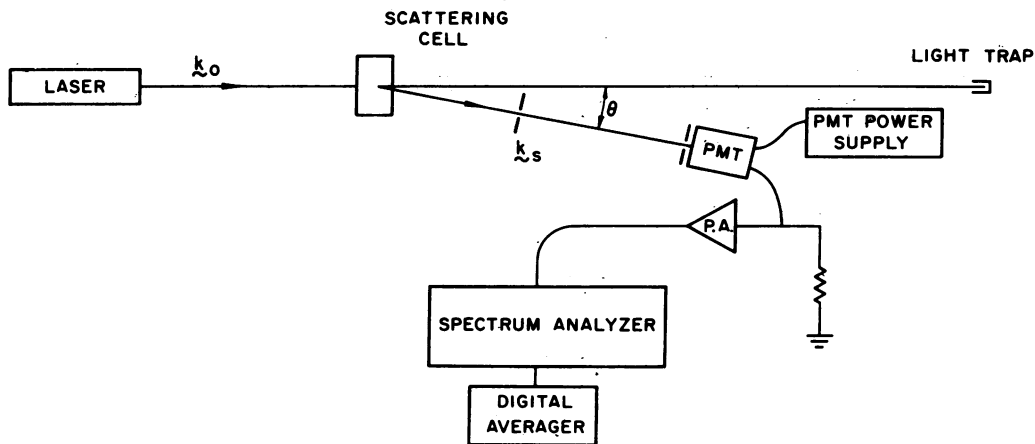 SCATTERING
CELL
LIGHT TRAP
LASER
k o
θ
k s
PMT
PMT POWER
SUPPLY
P.A.
SPECTRUM ANALYZER
DIGITAL
AVERAGER